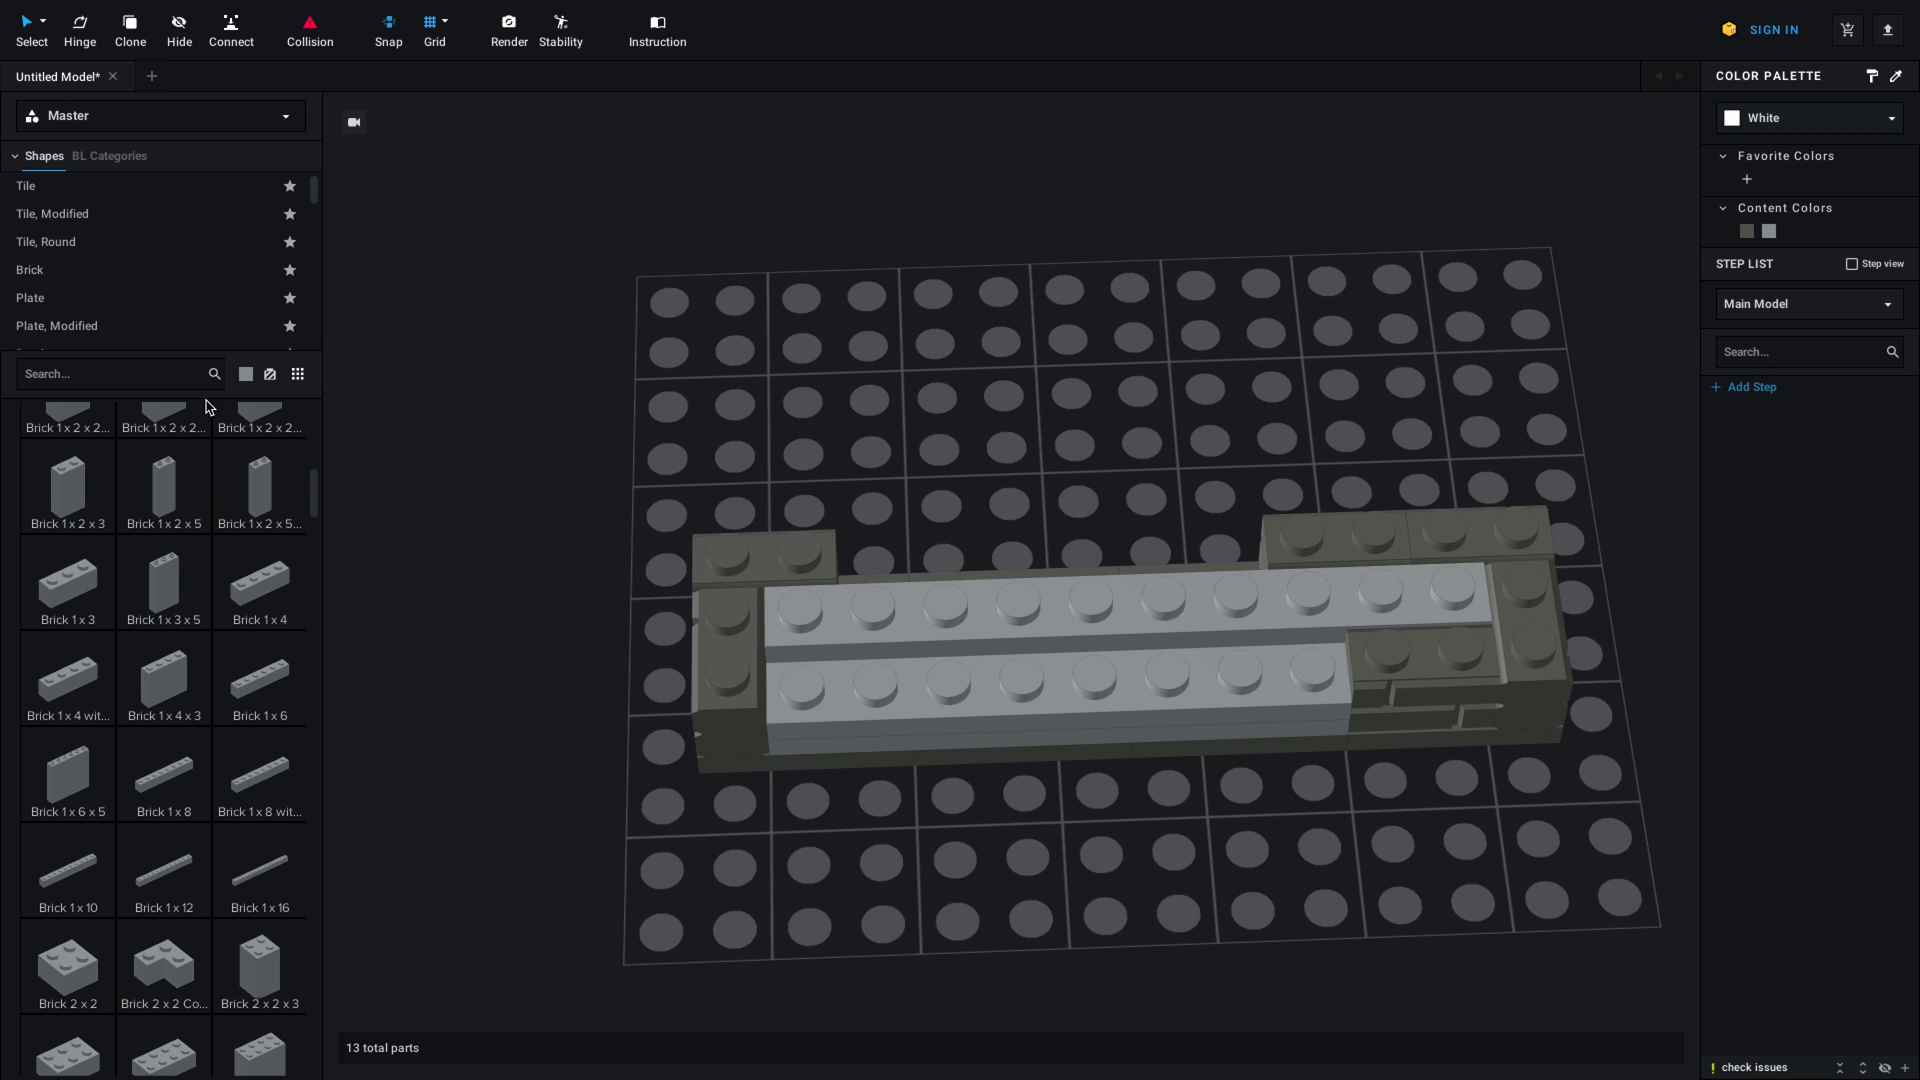 Select
Hinge
Clone
Hide
Connect
Collision
Snap
Grid
Render
Stability
Instruction
SIGN IN
Untitled Model*
Master
Shapes
BL Categories
Tile
Tile, Modified
Tile, Round
Brick
Plate
Plate, Modified
Search...
Brick 1 x 2 x 2...
Brick 1 x 2 x 2...
Brick 1 x 2 x 2...
Brick 1 x 2 x 3
Brick 1 x 2 x 5
Brick 1 x 2 x 5...
Brick 1 x 3
Brick 1 x 3 x 5
Brick 1 x 4
Brick 1 x 4 wit...
Brick 1 x 4 x 3
Brick 1 x 6
Brick 1 x 6 x 5
Brick 1 x 8
Brick 1 x 8 wit...
Brick 1 x 10
Brick 1 x 12
Brick 1 x 16
Brick 2 x 2
Brick 2 x 2 Co...
Brick 2 x 2 x 3
13 total parts
COLOR PALETTE
White
Favorite Colors
Content Colors
STEP LIST
Step view
Main Model
Search...
Add Step
check issues